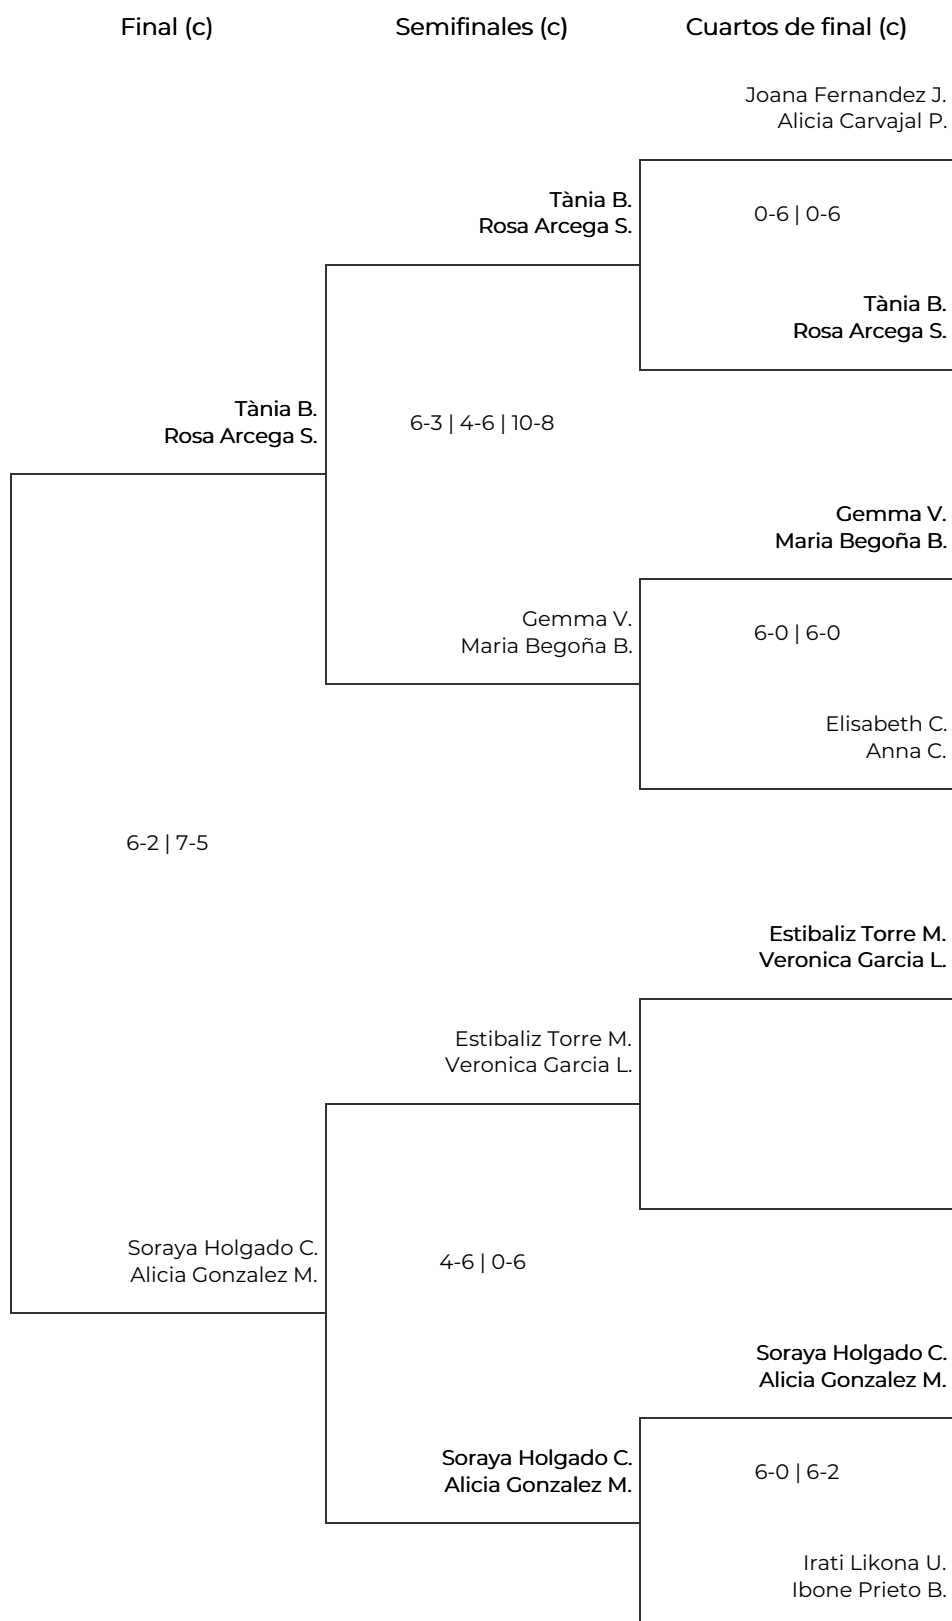 Final (c)
Semifinales (c)
Cuartos de final (c)
Joana Fernandez J.
Alicia Carvajal P.
Tània B.
Rosa Arcega S.
0-6 | 0-6
Tània B.
Rosa Arcega S.
Tània B.
Rosa Arcega S.
6-3 | 4-6 | 10-8
Gemma V.
Maria Begoña B.
Gemma V.
Maria Begoña B.
6-0 | 6-0
Elisabeth C.
Anna C.
6-2 | 7-5
Estibaliz Torre M.
Veronica Garcia L.
Estibaliz Torre M.
Veronica Garcia L.
Soraya Holgado C.
Alicia Gonzalez M.
4-6 | 0-6
Soraya Holgado C.
Alicia Gonzalez M.
Soraya Holgado C.
Alicia Gonzalez M.
6-0 | 6-2
Irati Likona U.
Ibone Prieto B.